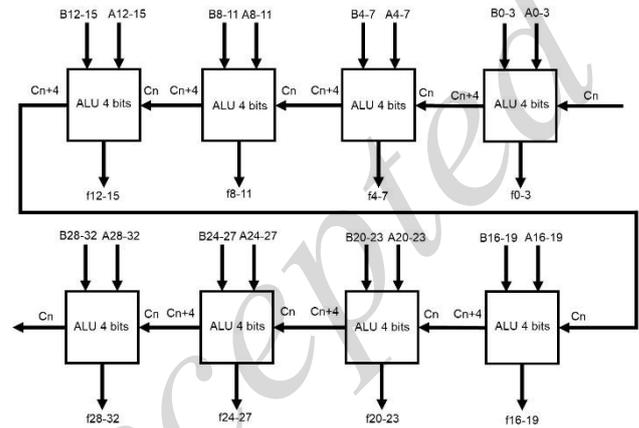 B12-15 A12-15 B8-11 A8-11 B4-7 A4-7 B0-3 A0-3
Cn+4 ALU 4 bits Cn Cn+4 ALU 4 bits Cn Cn+4 ALU 4 bits Cn Cn+4 ALU 4 bits Cn
f12-15 f8-11 f4-7 f0-3
B28-32 A28-32 B24-27 A24-27 B20-23 A20-23 B16-19 A16-19
Cn ALU 4 bits Cn Cn+4 ALU 4 bits Cn Cn+4 ALU 4 bits Cn Cn+4 ALU 4 bits Cn
f28-32 f24-27 f20-23 f16-19
cepted